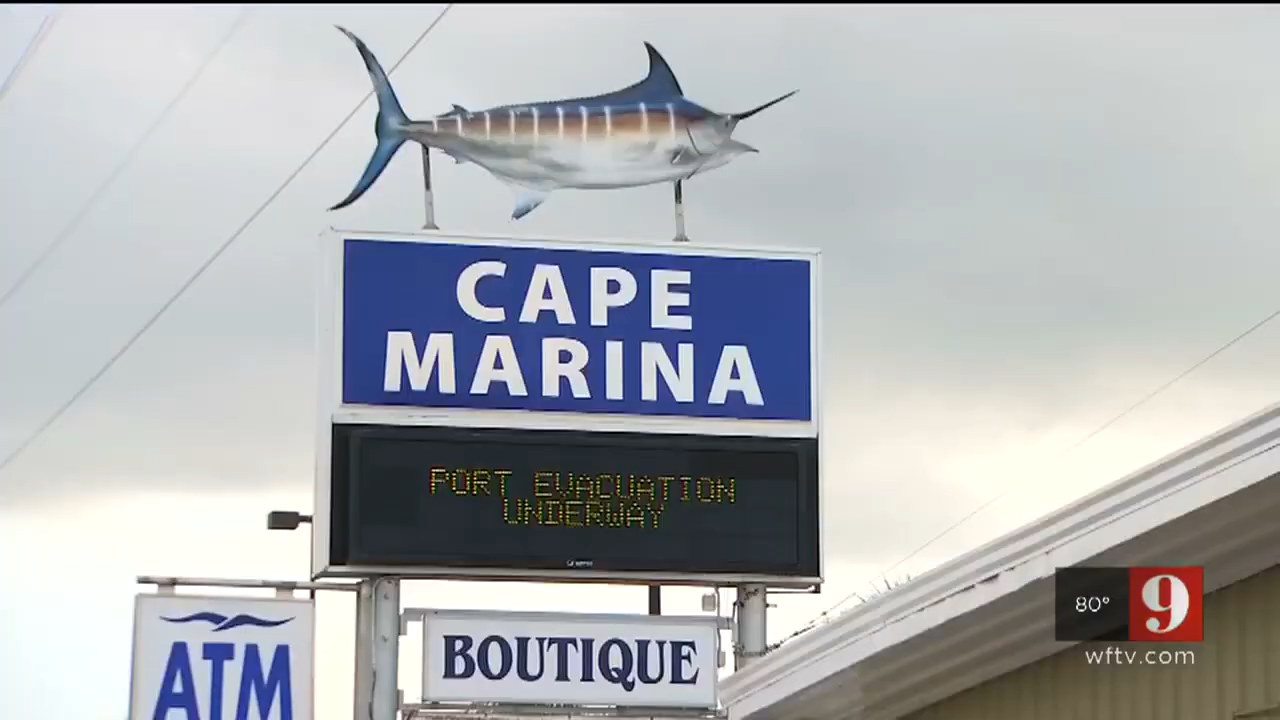 CAPE
MARINA
PORT EVACUATION
UNDERWAY
ATM
BOUTIQUE
80° 9
wftv.com